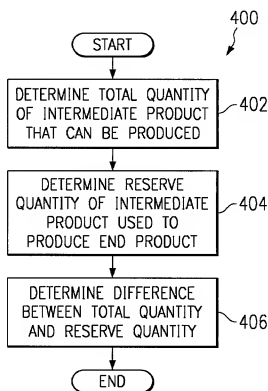 400
START
DETERMINE TOTAL QUANTITY
OF INTERMEDIATE PRODUCT
THAT CAN BE PRODUCED
402
DETERMINE RESERVE
QUANTITY OF INTERMEDIATE
PRODUCT USED TO
PRODUCE END PRODUCT
404
DETERMINE DIFFERENCE
BETWEEN TOTAL QUANTITY
AND RESERVE QUANTITY
406
END